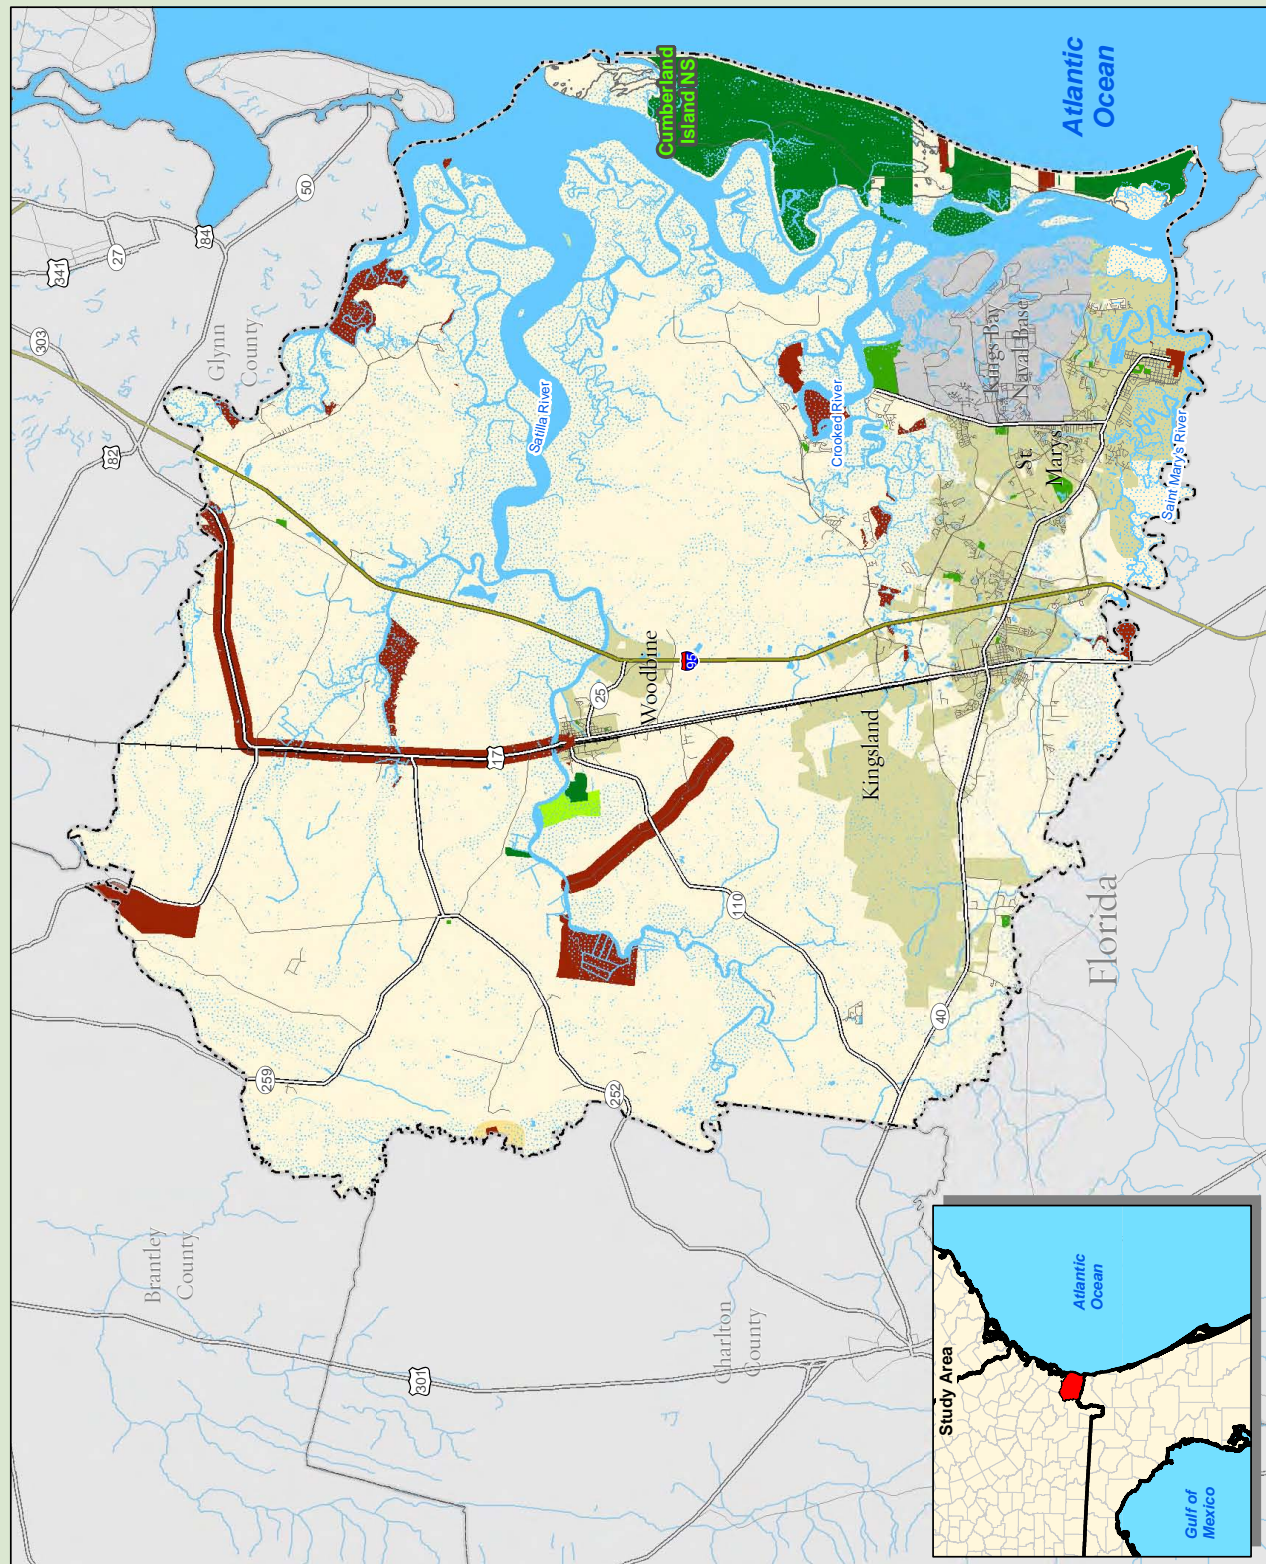 Atlantic
Ocean
Cumberland
Island NS
50
84
27
341
303
Glynn
County
82
Satilla River
Kings Bay
Naval Base
Crooked River
St
Marys
Saint Mary's River
95
Woodbine
25
17
Kingsland
110
Florida
40
259
252
Brantley
County
Charlton
County
301
Study Area
Atlantic
Ocean
Gulf of
Mexico